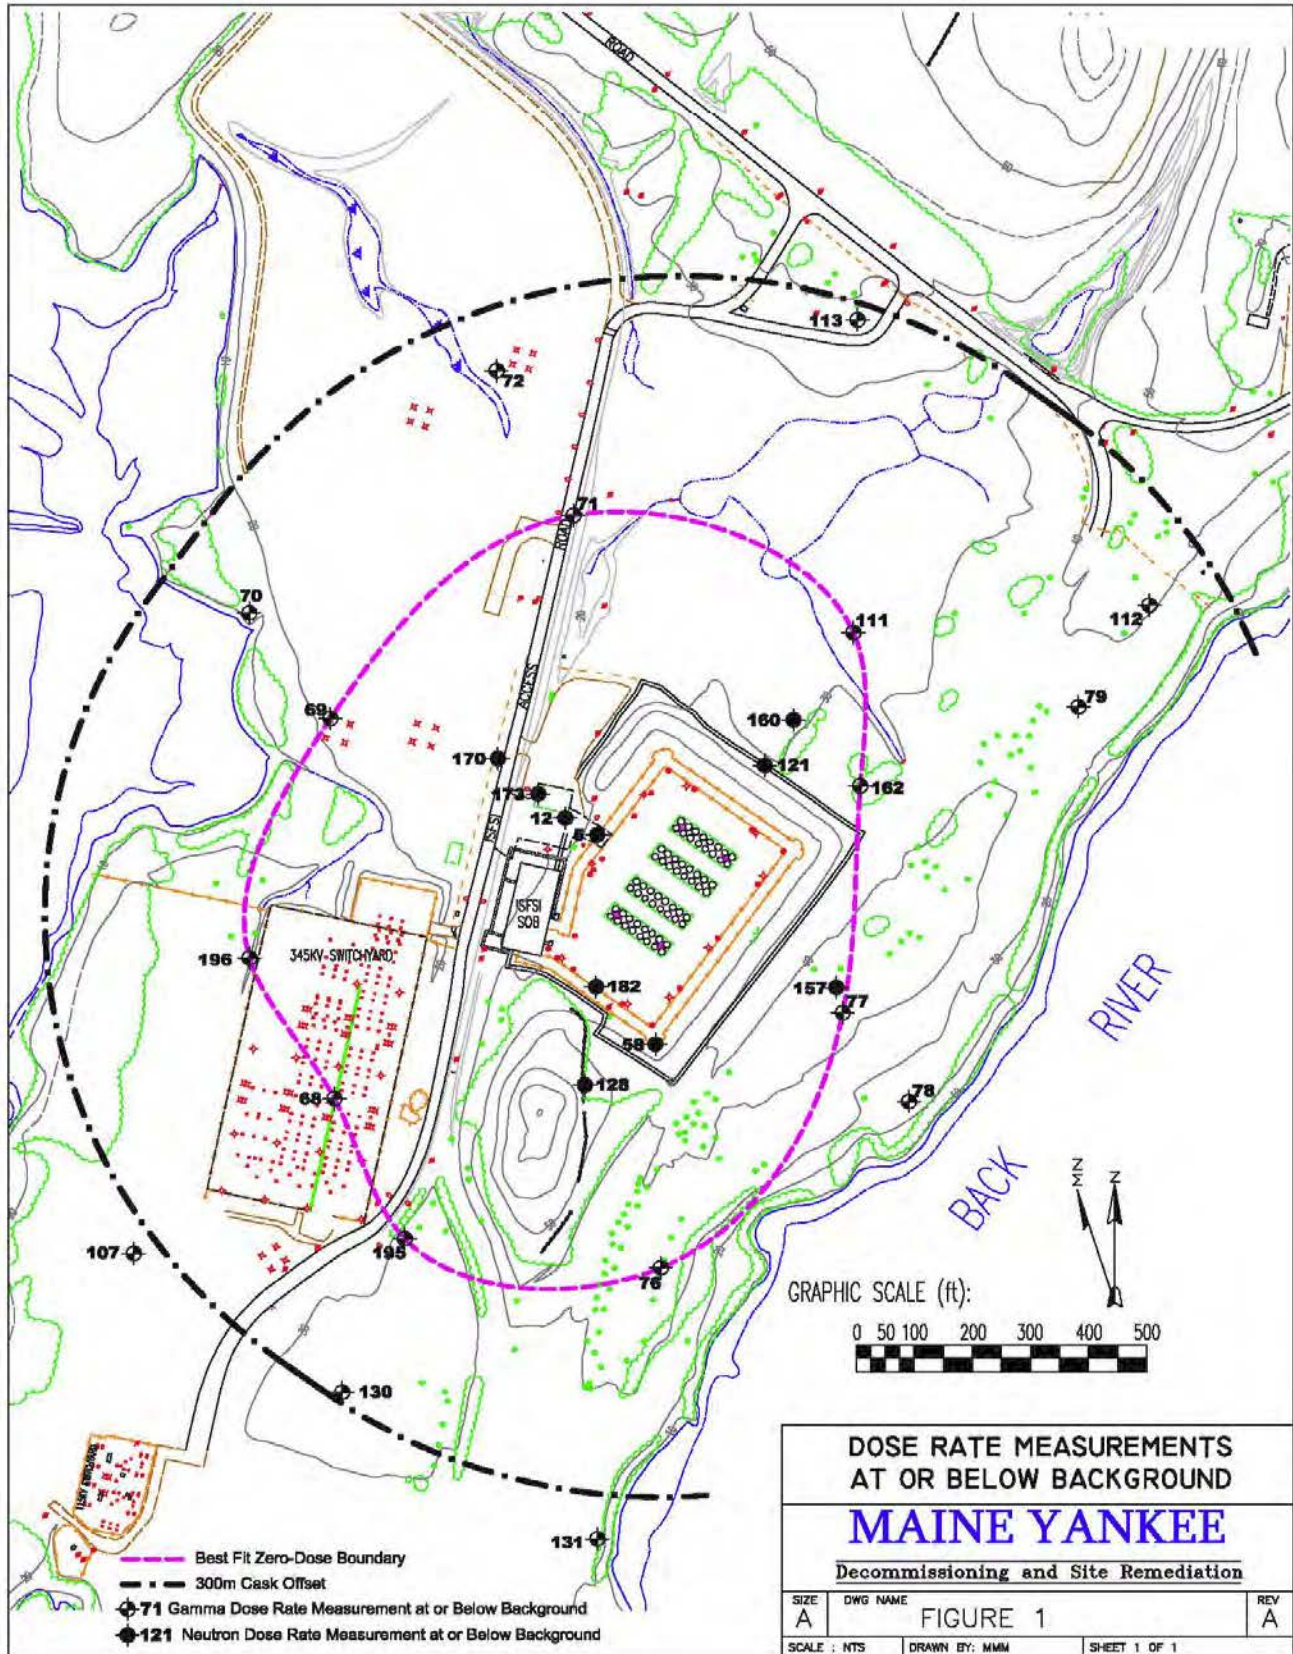 ROAD
113
72
71
ROAD
70
111
112
ACCESS
69
79
160
170
121
173
162
12
6
ISFSI
ISFSI
SOB
196
345KV SWITCHYARD
182
157
77
RIVER
58
128
68
78
BACK
MN
N
107
195
76
GRAPHIC SCALE (ft):
0 50 100 200 300 400 500
130
DOSE RATE MEASUREMENTS
AT OR BELOW BACKGROUND
MAINE YANKEE
131
Decommissioning and Site Remediation
Best Fit Zero-Dose Boundary
300m Cask Offset
71 Gamma Dose Rate Measurement at or Below Background
121 Neutron Dose Rate Measurement at or Below Background
SIZE
A
DWG NAME
FIGURE 1
REV
A
SCALE : NTS
DRAWN BY: MMM
SHEET 1 OF 1